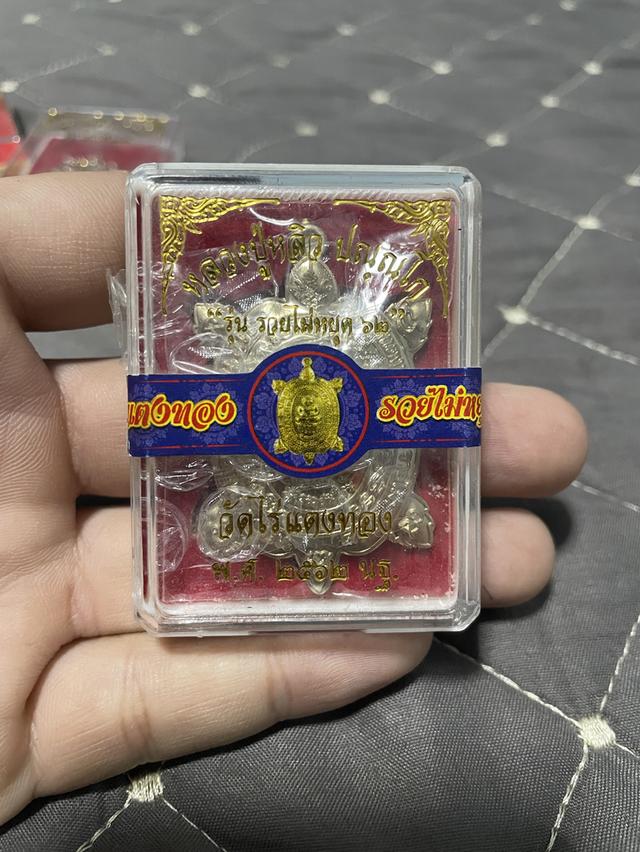 หลวงปู่หลิว ปณฺณโก
"รุ่น รวยไม่หยุด ๖๒"
แตงทอง รวยไม่หยุ
วัดไร่แตงทอง
พ.ศ. ๒๕๖๒ นฐ.